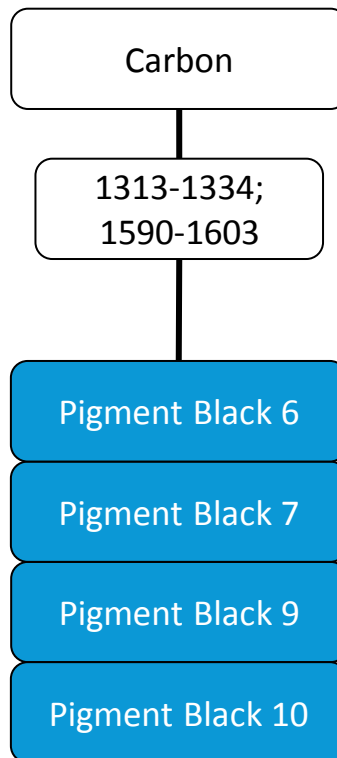 Carbon
1313-1334;
1590-1603
Pigment Black 6
Pigment Black 7
Pigment Black 9
Pigment Black 10